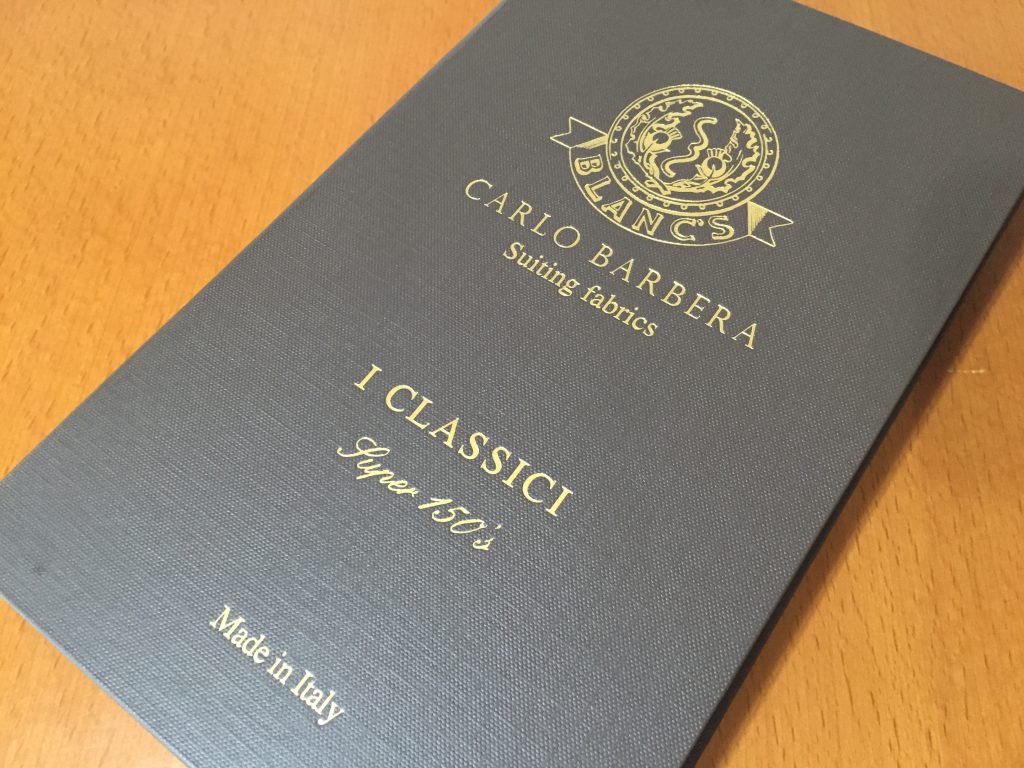 BLANC'S
CARLO BARBERA
Suiting fabrics
I CLASSICI
Super 150's
Made in Italy